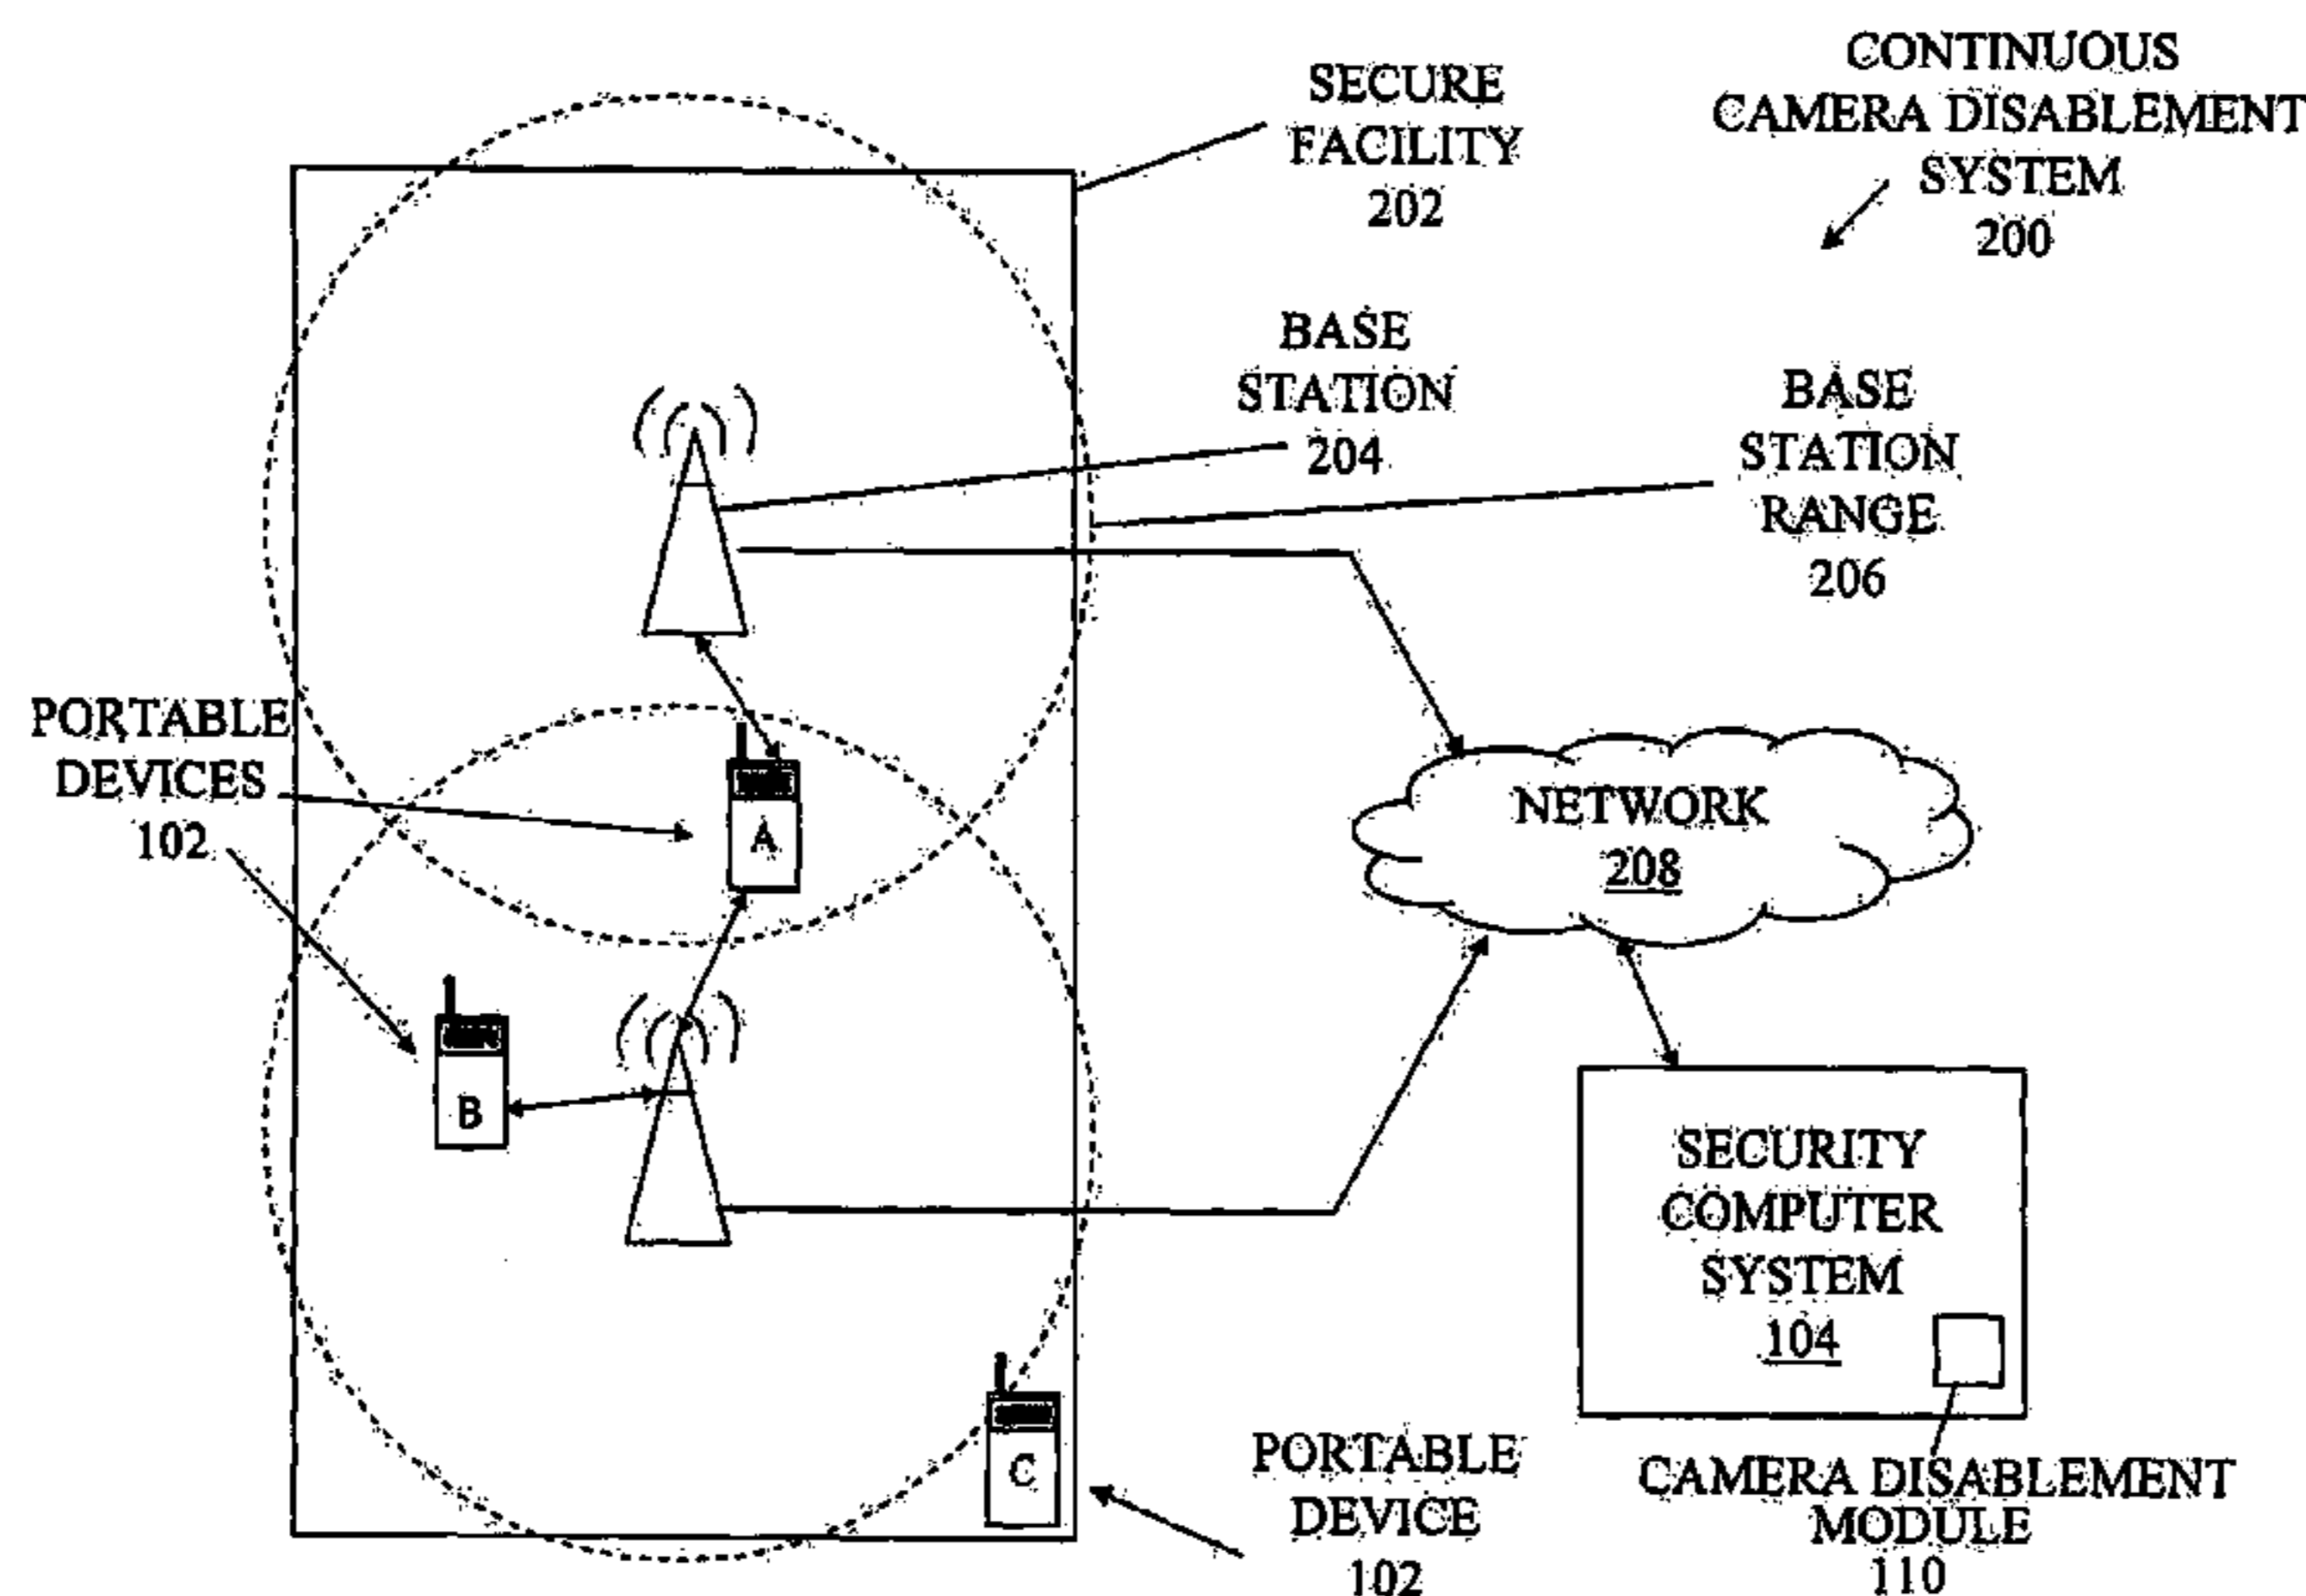 SECURE
FACILITY
202
CONTINUOUS
CAMERA DISABLEMENT
SYSTEM
200
BASE
STATION
204
BASE
STATION
RANGE
206
PORTABLE
DEVICES
102
A
NETWORK
208
B
SECURITY
COMPUTER
SYSTEM
104
C
PORTABLE
DEVICE
102
CAMERA DISABLEMENT
MODULE
110